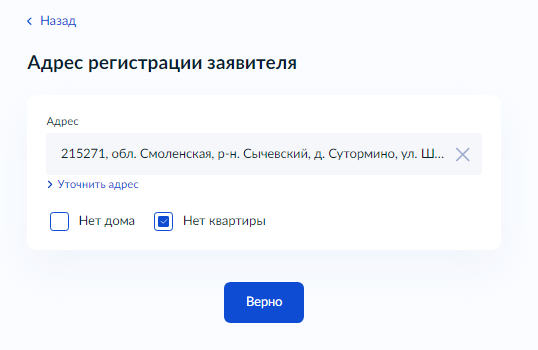 Назад
Адрес регистрации заявителя
Адрес
215271, обл. Смоленская, р-н. Сычевский, д. Сутормино, ул. Ш...
Уточнить адрес
Нет дома Нет квартиры
Верно